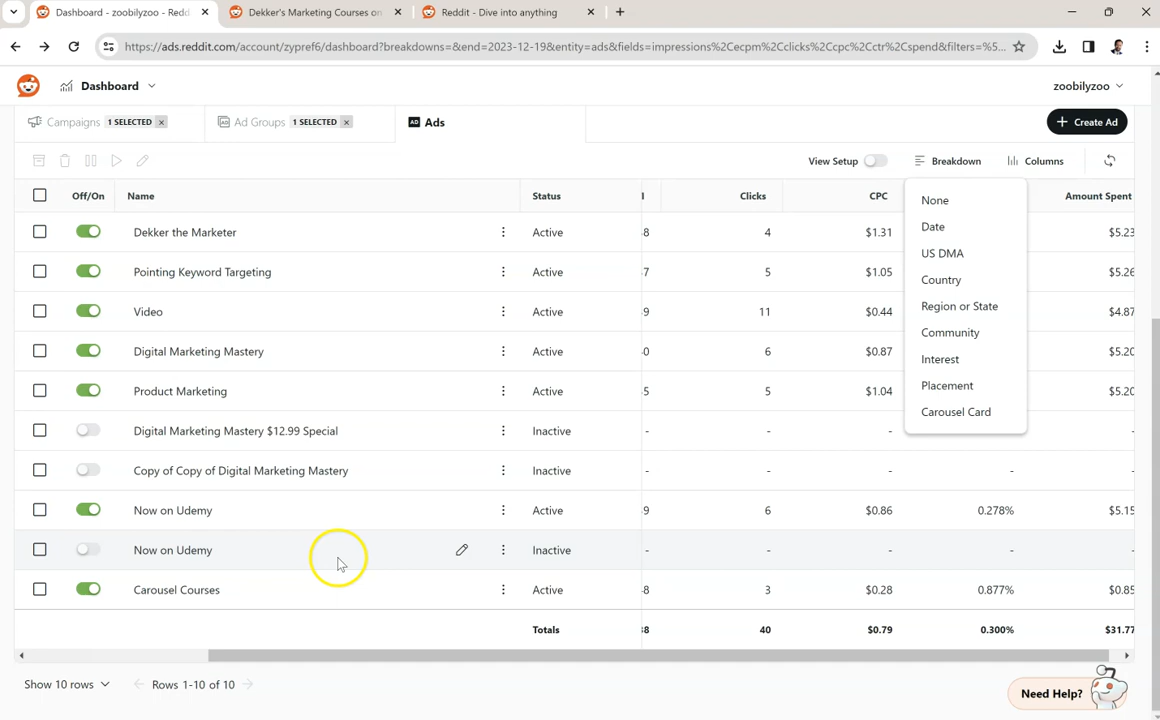 Dashboard - zoobilyzoo - Redd
Dekker's Marketing Courses on
Reddit - Dive into anything
https://ads.reddit.com/account/zypref6/dashboard?breakdowns=&end=2023-12-19&entity=ads&fields=impressions%2Cecpm%2Cclicks%2Ccpc%2Cctr%2Cspend&filters=%5...
Dashboard
zoobilyzoo
Campaigns 1 SELECTED
Ad Groups 1 SELECTED
AD Ads
+ Create Ad
View Setup
Breakdown
Columns
Off/On Name Status Clicks CPC Amount Spent
None
Date
US DMA
Country
Region or State
Community
Interest
Placement
Carousel Card
Dekker the Marketer Active 8 4 $1.31 $5.23
Pointing Keyword Targeting Active 7 5 $1.05 $5.26
Video Active 9 11 $0.44 $4.87
Digital Marketing Mastery Active 0 6 $0.87 $5.20
Product Marketing Active 5 5 $1.04 $5.20
Digital Marketing Mastery $12.99 Special Inactive - - - - -
Copy of Copy of Digital Marketing Mastery Inactive - - - - -
Now on Udemy Active 9 6 $0.86 0.278% $5.15
Now on Udemy Inactive - - - - -
Carousel Courses Active 8 3 $0.28 0.877% $0.85
Totals 38 40 $0.79 0.300% $31.77
Show 10 rows
Rows 1-10 of 10
Need Help?